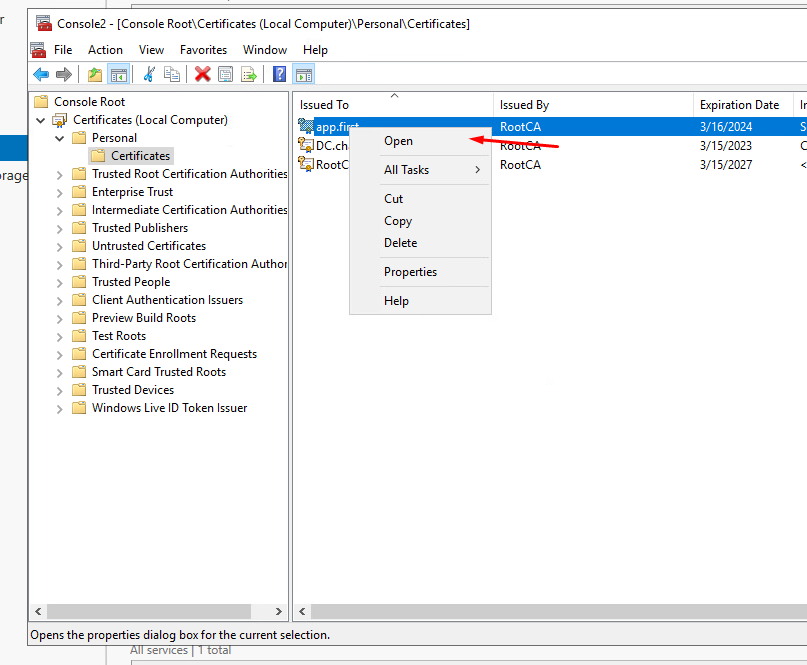 r
Console2 - [Console Root\Certificates (Local Computer)\Personal\Certificates]
File Action View Favorites Window Help
Console Root
Certificates (Local Computer)
Personal
Certificates
Trusted Root Certification Authorities
Enterprise Trust
Intermediate Certification Authorities
Trusted Publishers
Untrusted Certificates
Third-Party Root Certification Author
Trusted People
Client Authentication Issuers
Preview Build Roots
Test Roots
Certificate Enrollment Requests
Smart Card Trusted Roots
Trusted Devices
Windows Live ID Token Issuer
Issued To Issued By Expiration Date In
app.first RootCA 3/16/2024 S
DC.cha RootCA 3/15/2023 C
RootC RootCA 3/15/2027 <
Open
All Tasks
Cut
Copy
Delete
Properties
Help
orage
Opens the properties dialog box for the current selection.
All services | 1 total